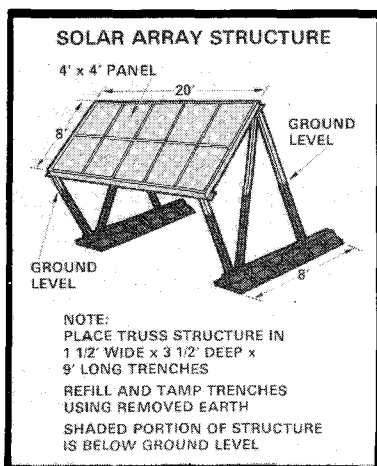 SOLAR ARRAY STRUCTURE
4' x 4' PANEL
20'
8'
GROUND
LEVEL
GROUND
LEVEL
8'
NOTE:
PLACE TRUSS STRUCTURE IN
1 1/2' WIDE x 3 1/2' DEEP x
9' LONG TRENCHES
REFILL AND TAMP TRENCHES
USING REMOVED EARTH
SHADED PORTION OF STRUCTURE
IS BELOW GROUND LEVEL